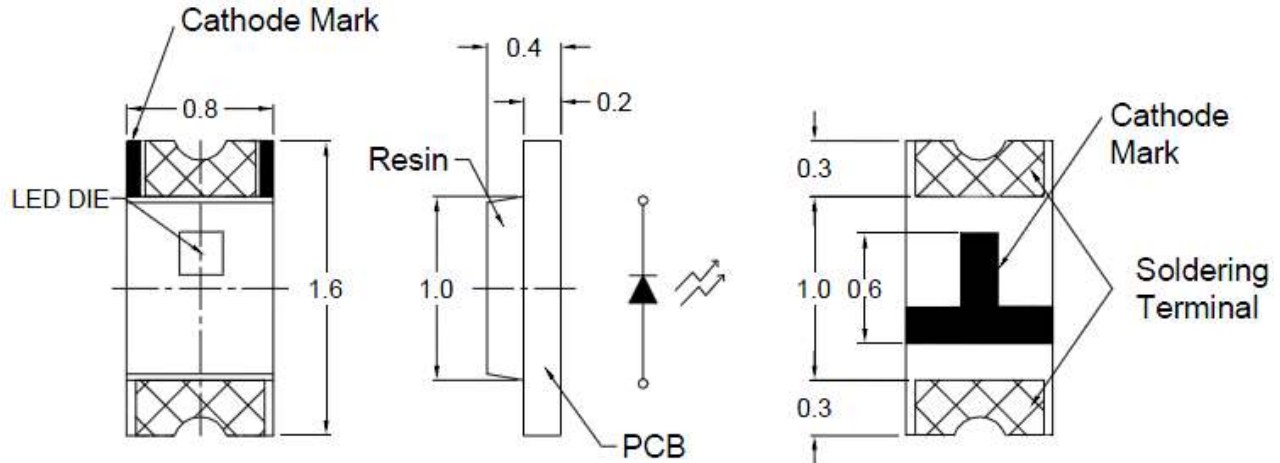 Cathode Mark
0.8
LED DIE
1.6
0.4
0.2
Resin
1.0
PCB
Cathode
Mark
0.3
1.0
0.6
0.3
Soldering
Terminal